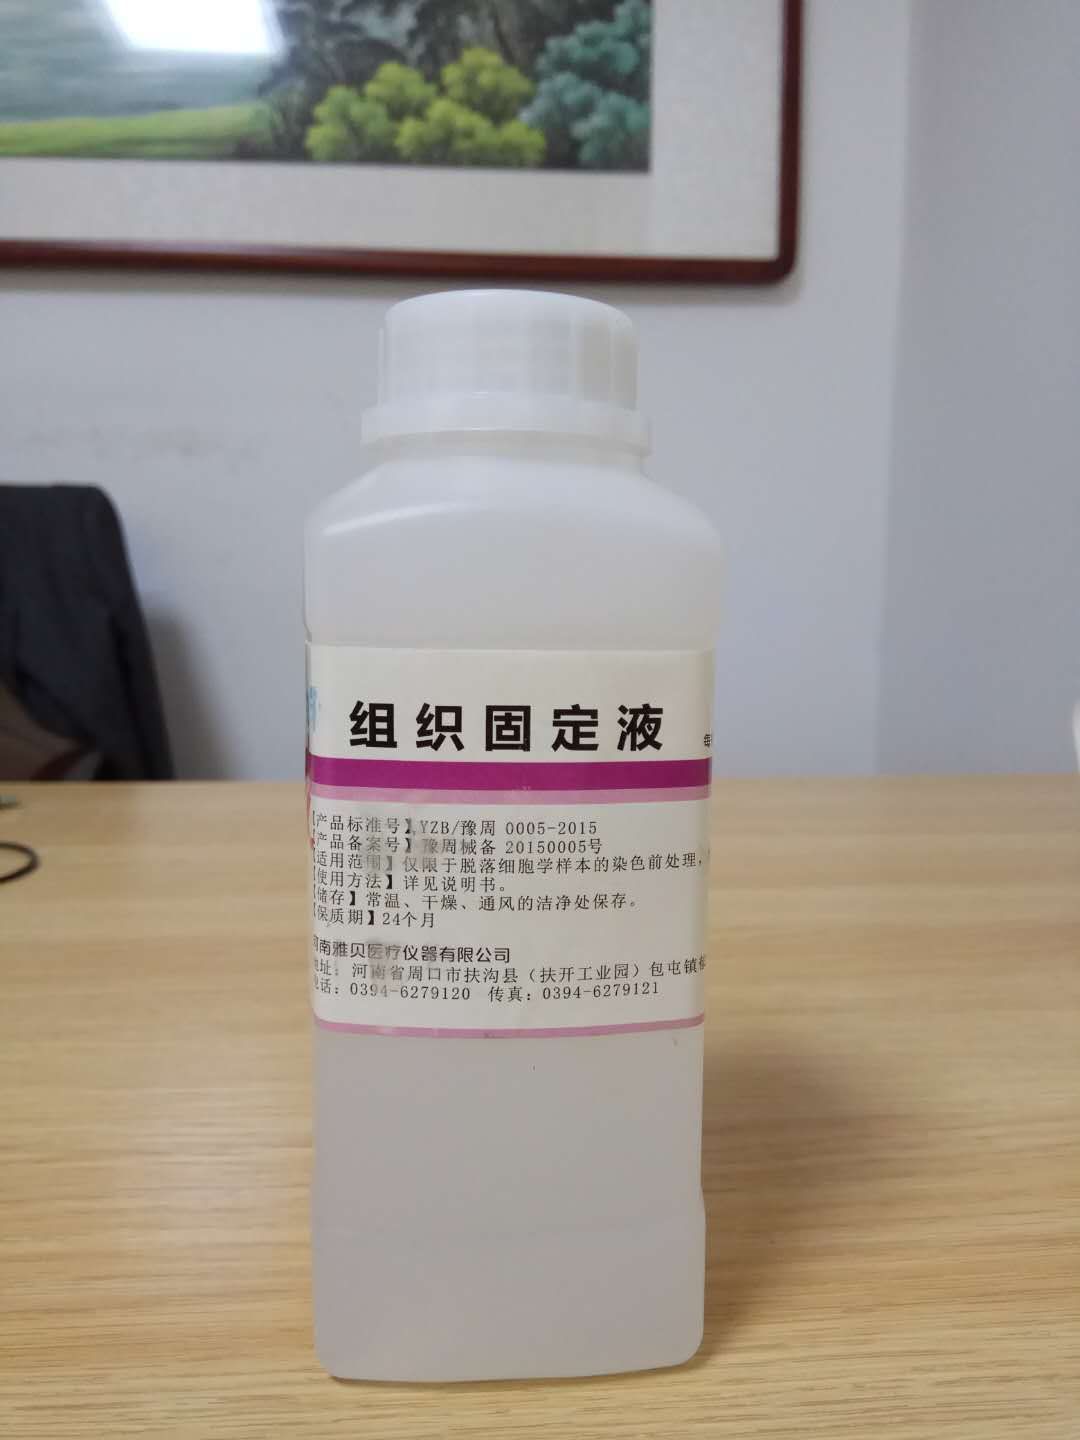 组织固定液
每
【产品标准号】YZB/豫周 0005-2015
【产品备案号】豫周械备 20150005号
【适用范围】仅限于脱落细胞学样本的染色前处理，
【使用方法】详见说明书。
【储存】常温、干燥、通风的洁净处保存。
【保质期】24个月
河南雅贝医疗仪器有限公司
地址：河南省周口市扶沟县（扶开工业园）包屯镇
电话：0394-6279120 传真：0394-6279121